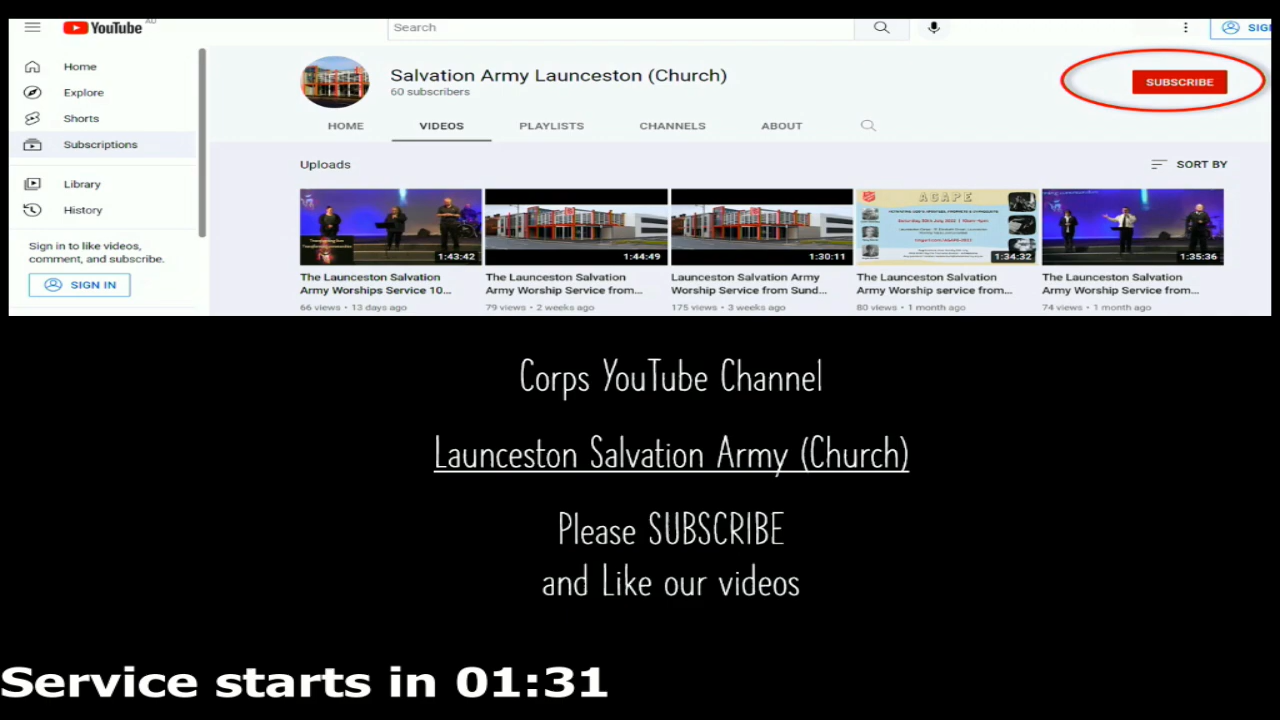 YouTube AU
Search
SIG
Home
Explore
Shorts
Subscriptions
Library
History
Sign in to like videos,
comment, and subscribe.
SIGN IN
Salvation Army Launceston (Church)
60 subscribers
SUBSCRIBE
HOME VIDEOS PLAYLISTS CHANNELS ABOUT
Uploads
SORT BY
AGAPE
1:43:42
1:44:49
1:30:11
1:34:32
1:35:36
The Launceston Salvation
Army Worships Service 10...
66 views • 13 days ago
The Launceston Salvation
Army Worship Service from...
79 views • 2 weeks ago
Launceston Salvation Army
Worship Service from Sund...
175 views • 3 weeks ago
The Launceston Salvation
Army Worship service from...
80 views • 1 month ago
The Launceston Salvation
Army Worship Service from...
74 views • 1 month ago
Corps YouTube Channel
Launceston Salvation Army (Church)
Please SUBSCRIBE
and Like our videos
Service starts in 01:31